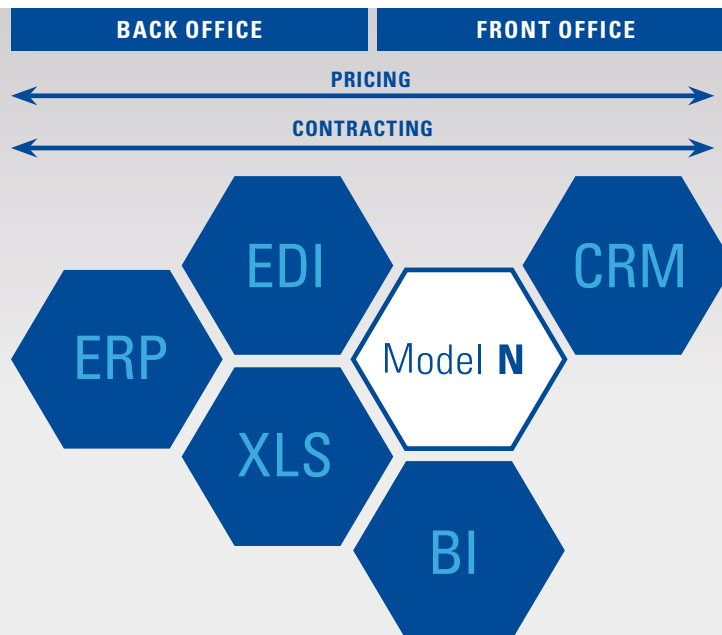 BACK OFFICE
FRONT OFFICE
PRICING
CONTRACTING
EDI
CRM
ERP
Model N
XLS
BI